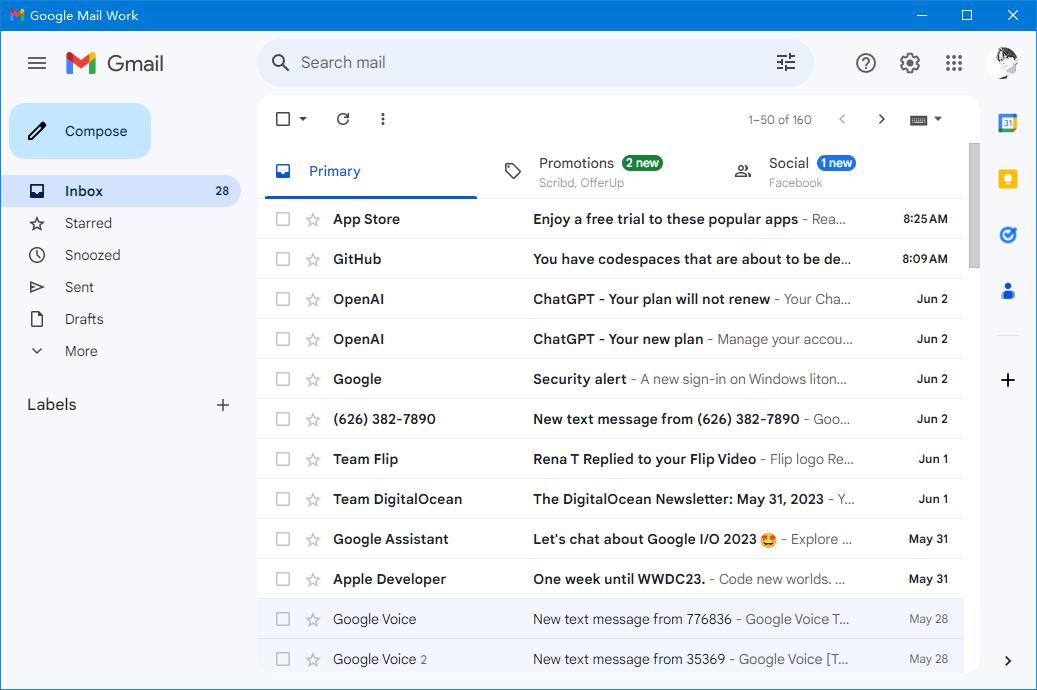 Google Mail Work
Gmail
Search mail
Compose
1–50 of 160
31
Primary
Promotions 2 new
Scribd, OfferUp
Social 1 new
Facebook
Inbox 28
Starred
Snoozed
Sent
Drafts
More
Labels
App Store Enjoy a free trial to these popular apps - Rea... 8:25 AM
GitHub You have codespaces that are about to be de... 8:09 AM
OpenAI ChatGPT - Your plan will not renew - Your Cha... Jun 2
OpenAI ChatGPT - Your new plan - Manage your accou... Jun 2
Google Security alert - A new sign-in on Windows liton... Jun 2
(626) 382-7890 New text message from (626) 382-7890 - Goo... Jun 2
Team Flip Rena T Replied to your Flip Video - Flip logo Re... Jun 1
Team DigitalOcean The DigitalOcean Newsletter: May 31, 2023 - Y... Jun 1
Google Assistant Let's chat about Google I/O 2023 🤩 - Explore ... May 31
Apple Developer One week until WWDC23. - Code new worlds. ... May 31
Google Voice New text message from 776836 - Google Voice T... May 28
Google Voice 2 New text message from 35369 - Google Voice [T... May 28